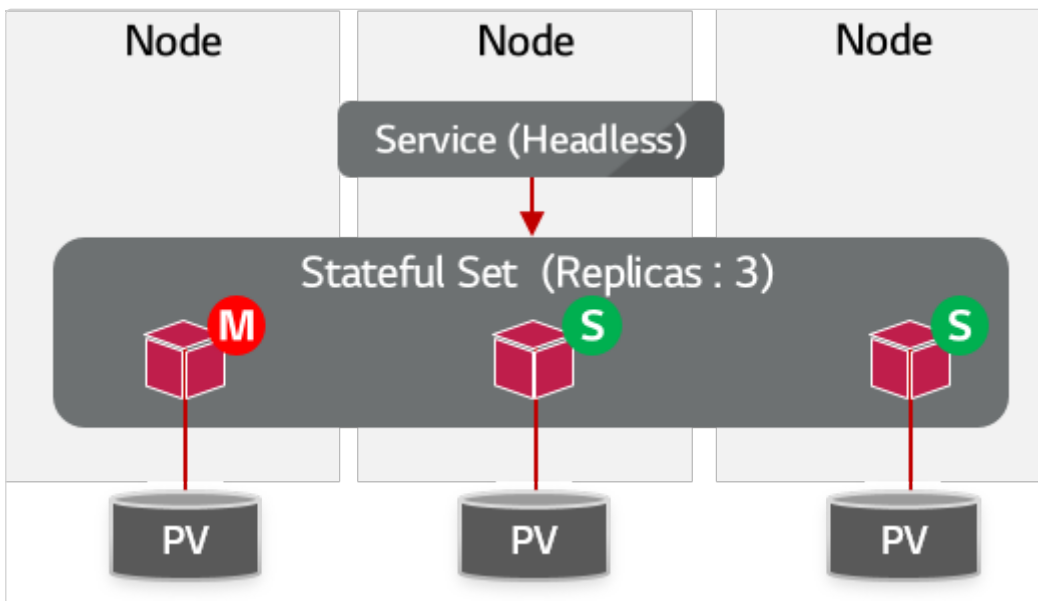 Node
Node
Node
Service (Headless)
Stateful Set (Replicas : 3)
M
S
S
PV
PV
PV